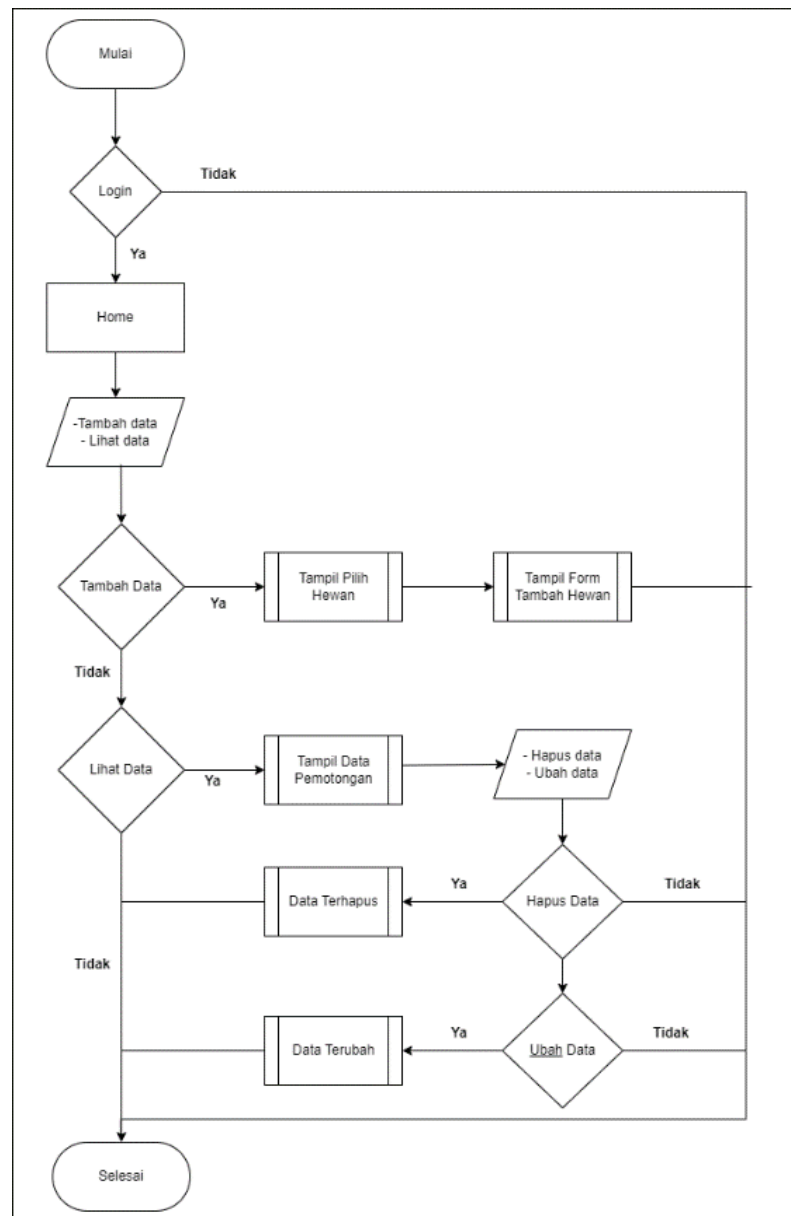 Mulai
Tidak
Login
Ya
Home
-Tambah data
- Lihat data
Tambah Data
Ya
Tampil Pilih
Hewan
Tampil Form
Tambah Hewan
Tidak
Lihat Data
Ya
Tampil Data
Pemotongan
- Hapus data
- Ubah data
Data Terhapus
Ya
Hapus Data
Tidak
Tidak
Data Terubah
Ya
Ubah Data
Tidak
Selesai